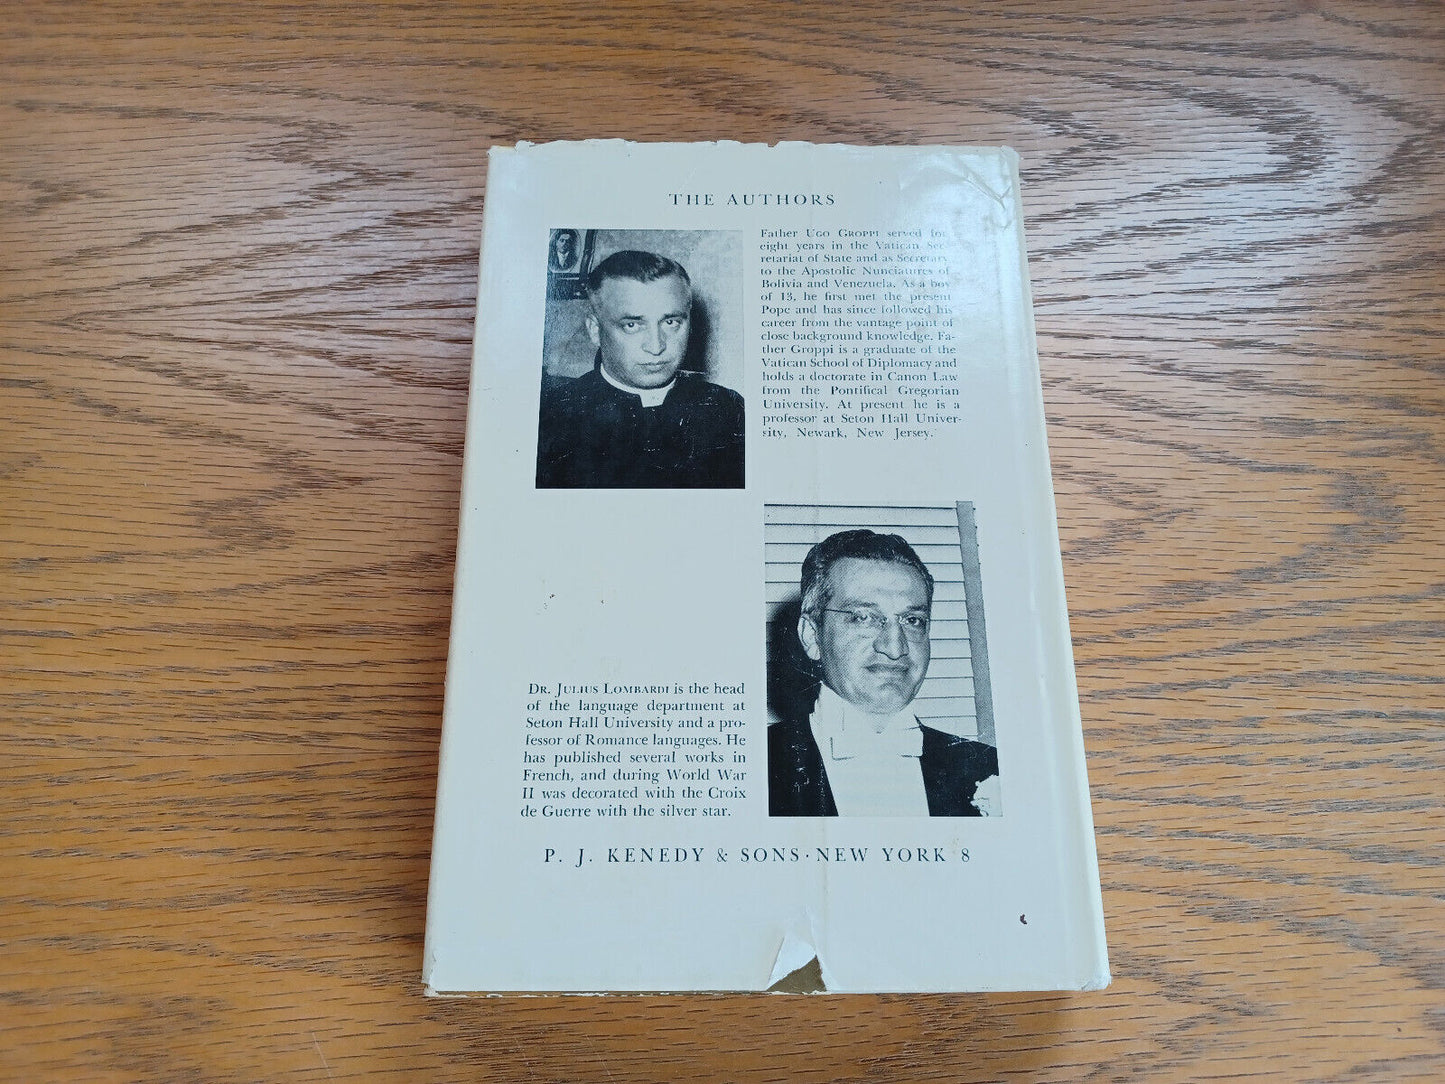 THE AUTHORS
Father UGO GROPPI served for
eight years in the Vatican Sec-
retariat of State and as Secretary
to the Apostolic Nunciatures of
Bolivia and Venezuela. As a boy
of 13, he first met the present
Pope and has since followed his
career from the vantage point of
close background knowledge. Fa-
ther Groppi is a graduate of the
Vatican School of Diplomacy and
holds a doctorate in Canon Law
from the Pontifical Gregorian
University. At present he is a
professor at Seton Hall Univer-
sity, Newark, New Jersey.
DR. JULIUS LOMBARDI is the head
of the language department at
Seton Hall University and a pro-
fessor of Romance languages. He
has published several works in
French, and during World War
II was decorated with the Croix
de Guerre with the silver star.
P. J. KENEDY & SONS · NEW YORK 8